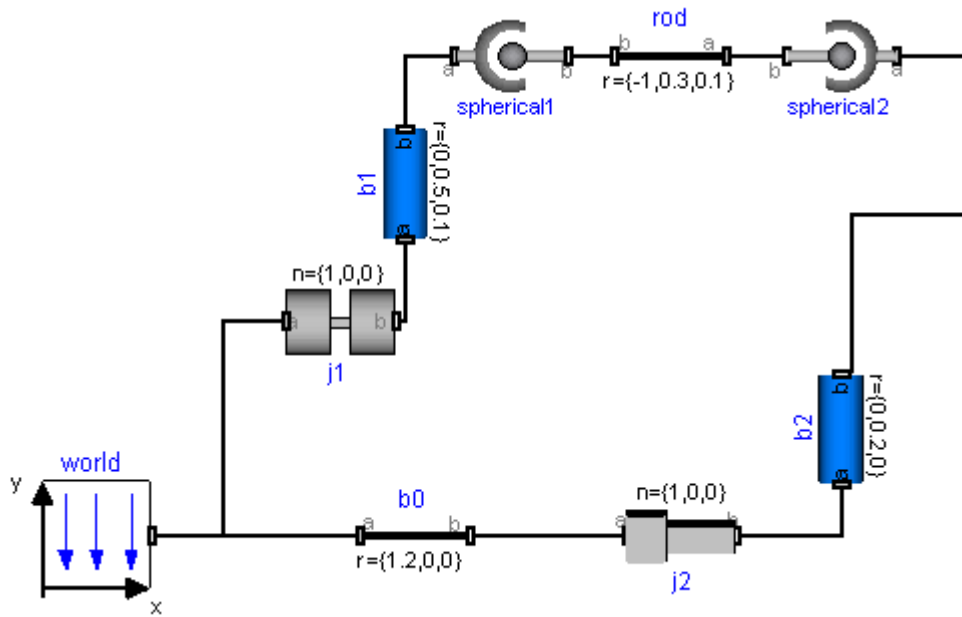 rod
b
a
a
b
b
a
r={-1,0.3,0.1}
spherical1
spherical2
b
b1
r={0,0.5,0.1}
a
n={1,0,0}
a
b
j1
b
b2
r={0,0.2,0}
a
world
y
x
b0
a
b
r={1.2,0,0}
n={1,0,0}
a
b
j2